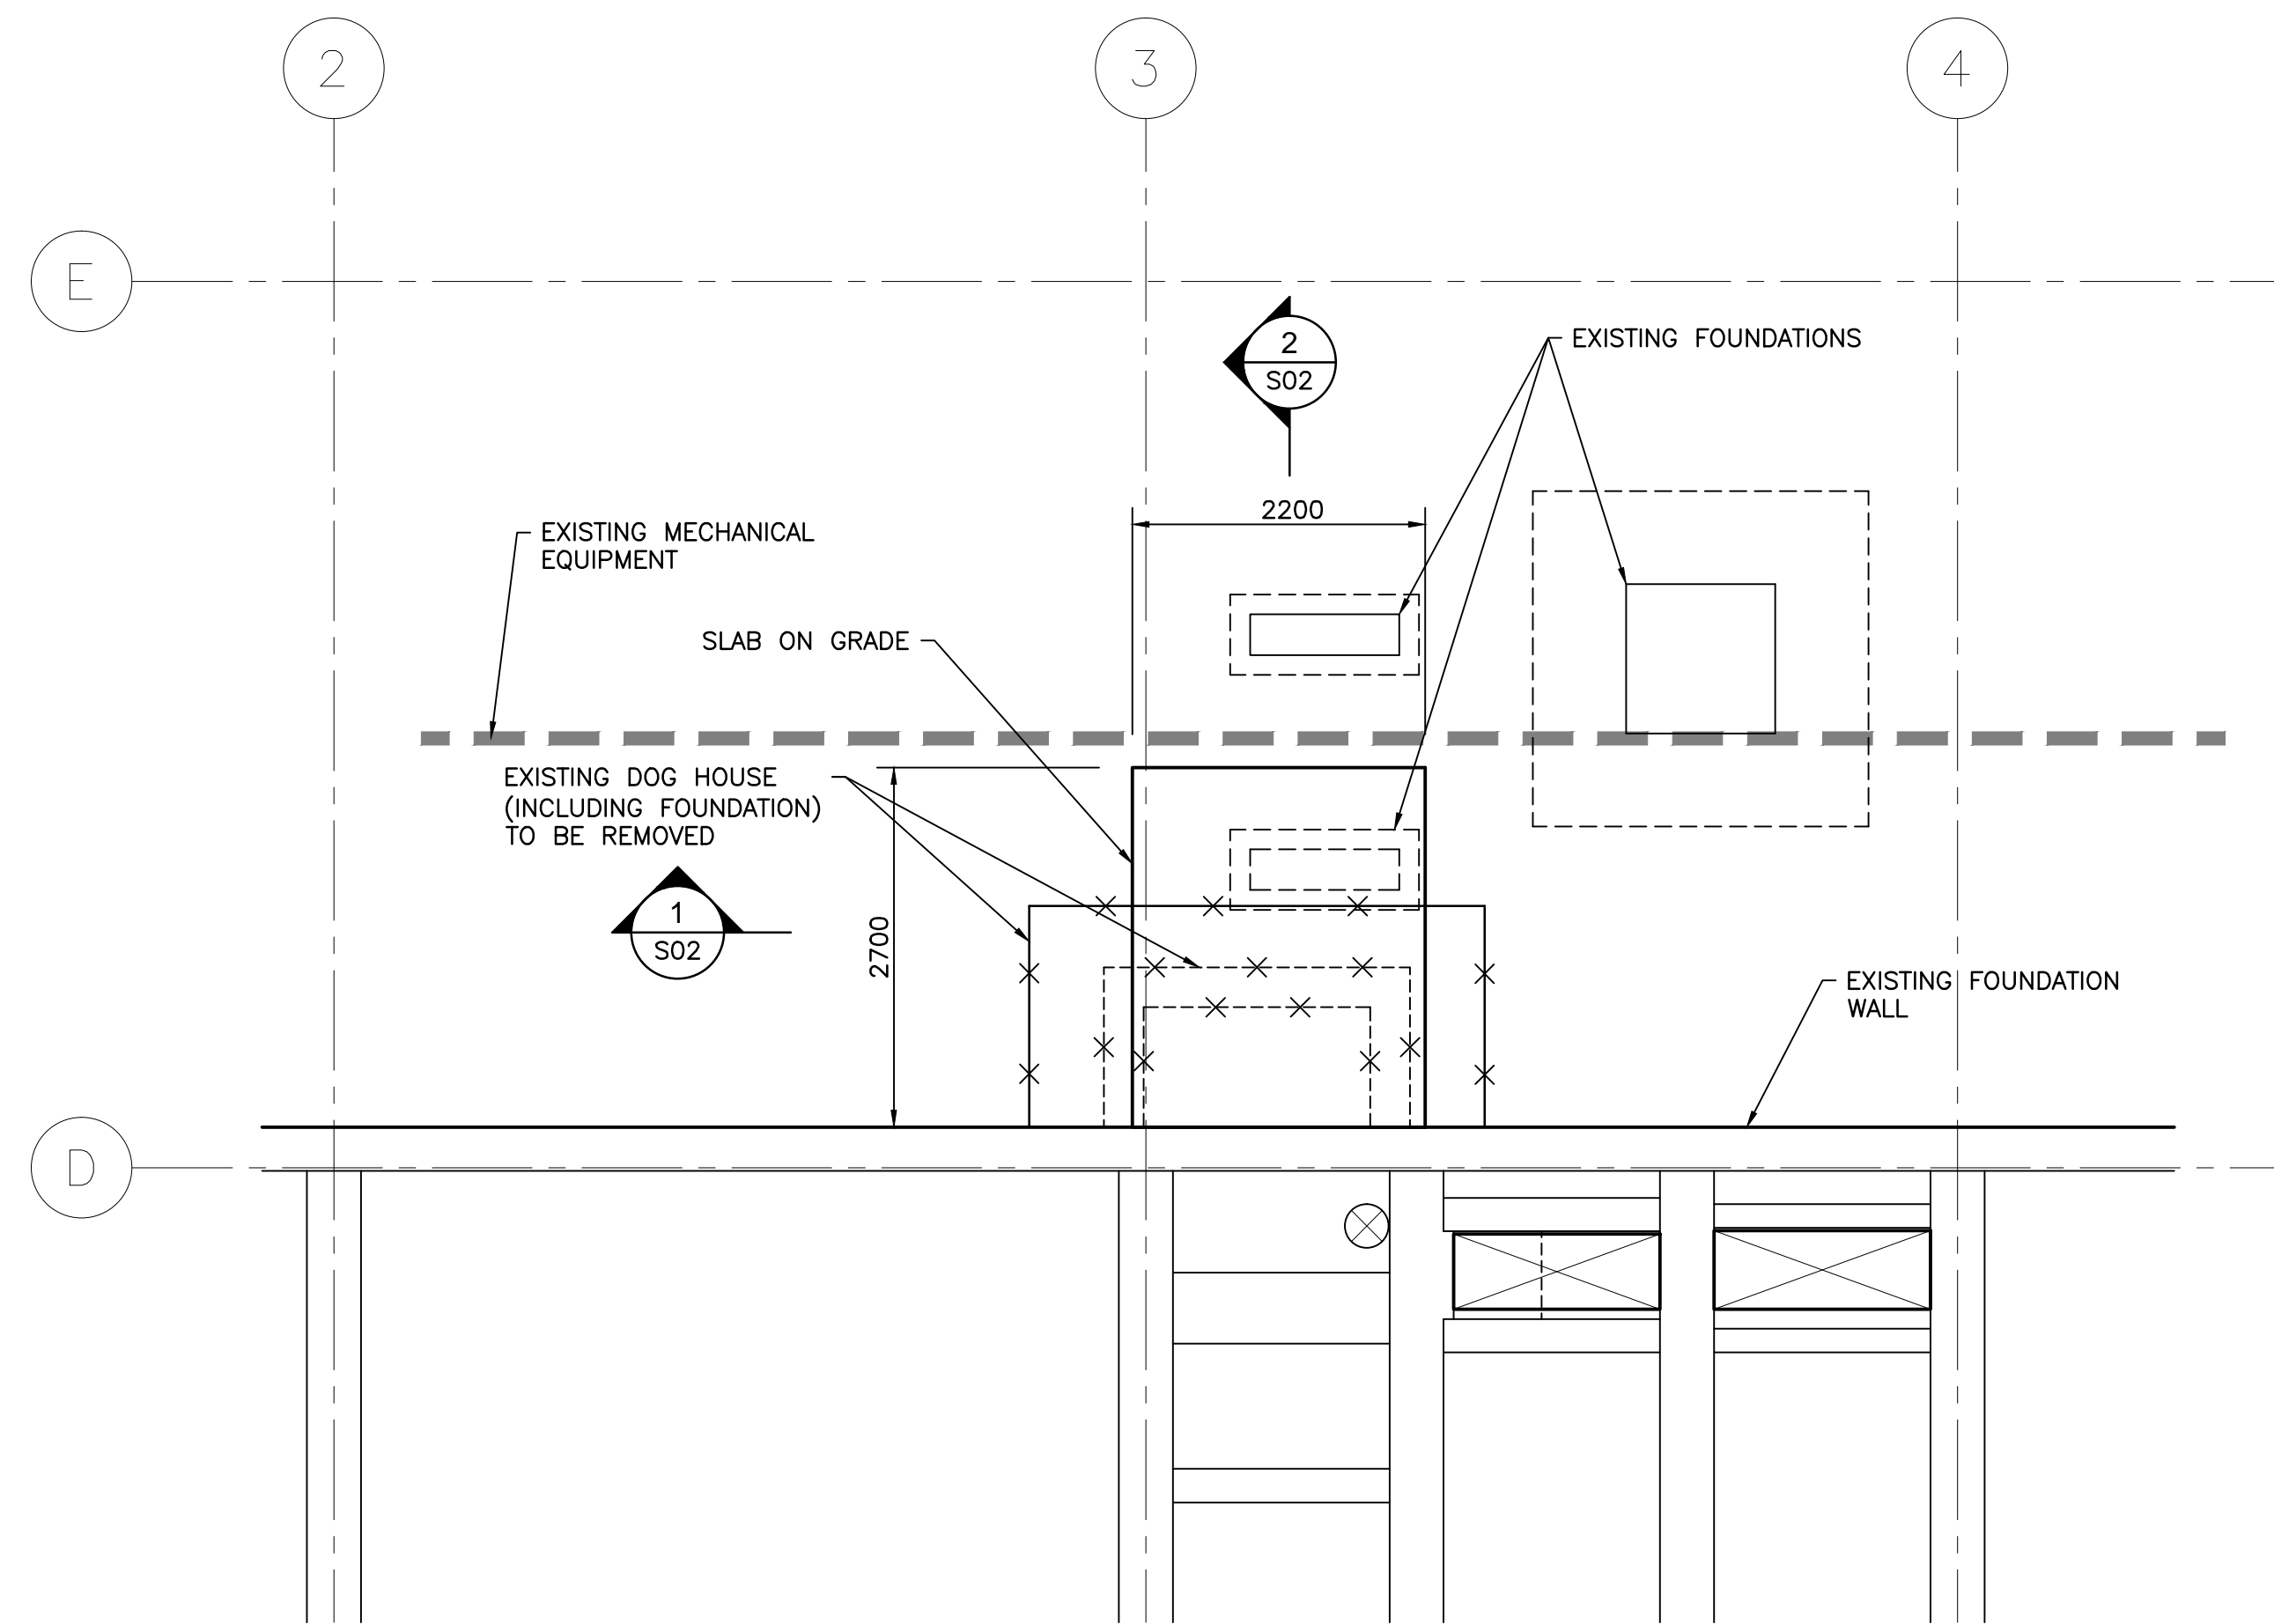 2
3
4
E
2
S02
EXISTING FOUNDATIONS
2200
EXISTING MECHANICAL
EQUIPMENT
SLAB ON GRADE
EXISTING DOG HOUSE
(INCLUDING FOUNDATION)
TO BE REMOVED
1
S02
2700
EXISTING FOUNDATION
WALL
D